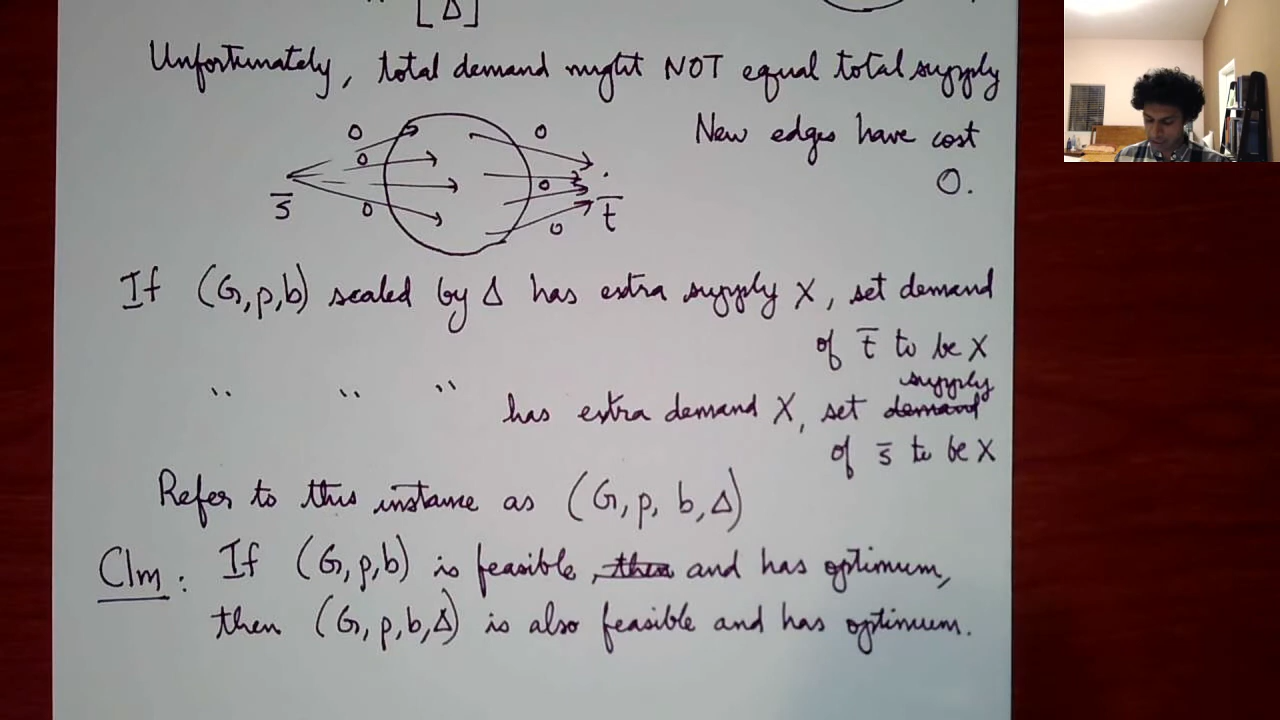 [Δ]
Unfortunately, total demand might NOT equal total supply
0 0 New edges have cost
0 0 0.
s̄ 0 0 t̄
If (G,p,b) scaled by Δ has extra supply X, set demand
of t̄ to be X
" " " supply
has extra demand X, set demand
of s̄ to be X
Refer to this instance as (G, p, b, Δ)
Clm: If (G,p,b) is feasible, then and has optimum,
then (G,p,b,Δ) is also feasible and has optimum.